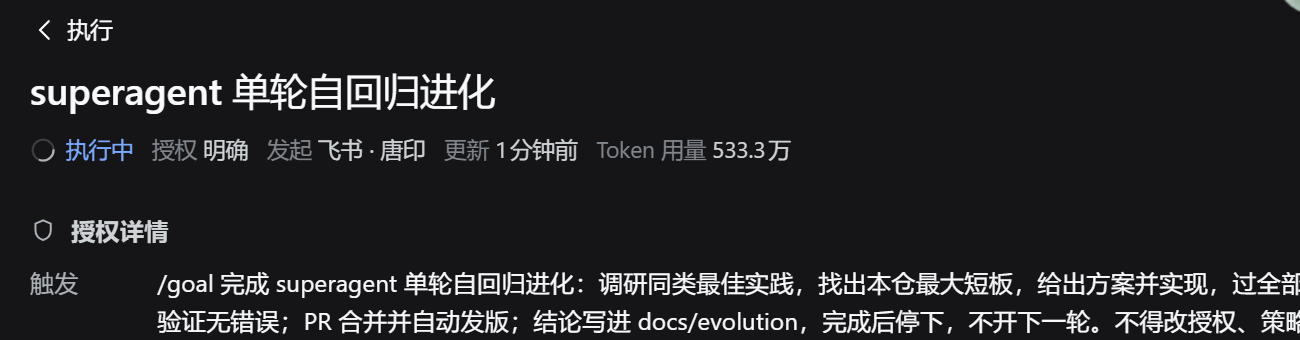 执行
superagent 单轮自回归进化
执行中 授权 明确 发起 飞书 · 唐印 更新 1 分钟前 Token 用量 533.3 万
授权详情
触发 /goal 完成 superagent 单轮自回归进化：调研同类最佳实践，找出本仓最大短板，给出方案并实现，过全部
验证无错误；PR 合并并自动发版；结论写进 docs/evolution，完成后停下，不开下一轮。不得改授权、策略